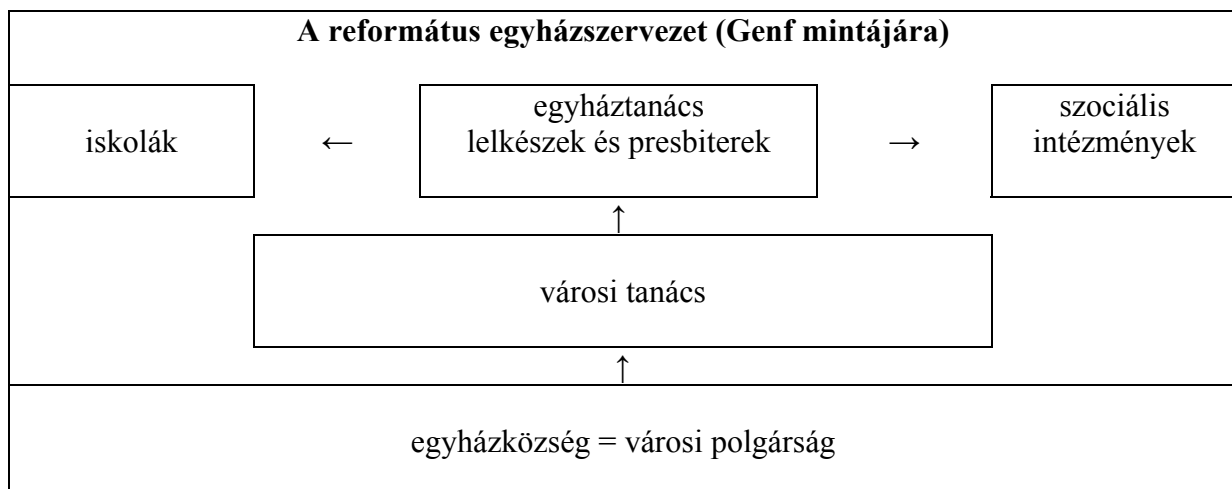 A református egyházszervezet (Genf mintájára)
iskolák
←
egyháztanács
lelkészek és presbiterek
→
szociális
intézmények
↑
városi tanács
↑
egyházközség = városi polgárság